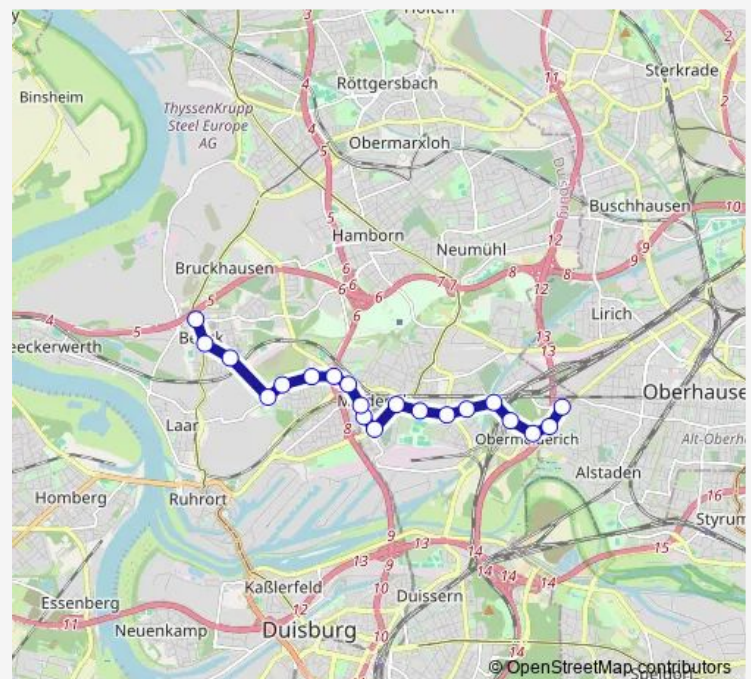 Holten
Sterkrade
Röttgersbach
Binsheim
ThyssenKrupp
Steel Europe
AG
Obermarxloh
Duisburg
Buschhausen
Hamborn
Neumühl
Bruckhausen
Lirich
eeckerwerth
Oberhause
Laar
Obermeiderich
Alt-Oberh
Alstaden
Homberg
Ruhrort
Styrum
Kaßlerfeld
Essenberg
Duissern
Neuenkamp
Duisburg
© OpenStreetMap contributors